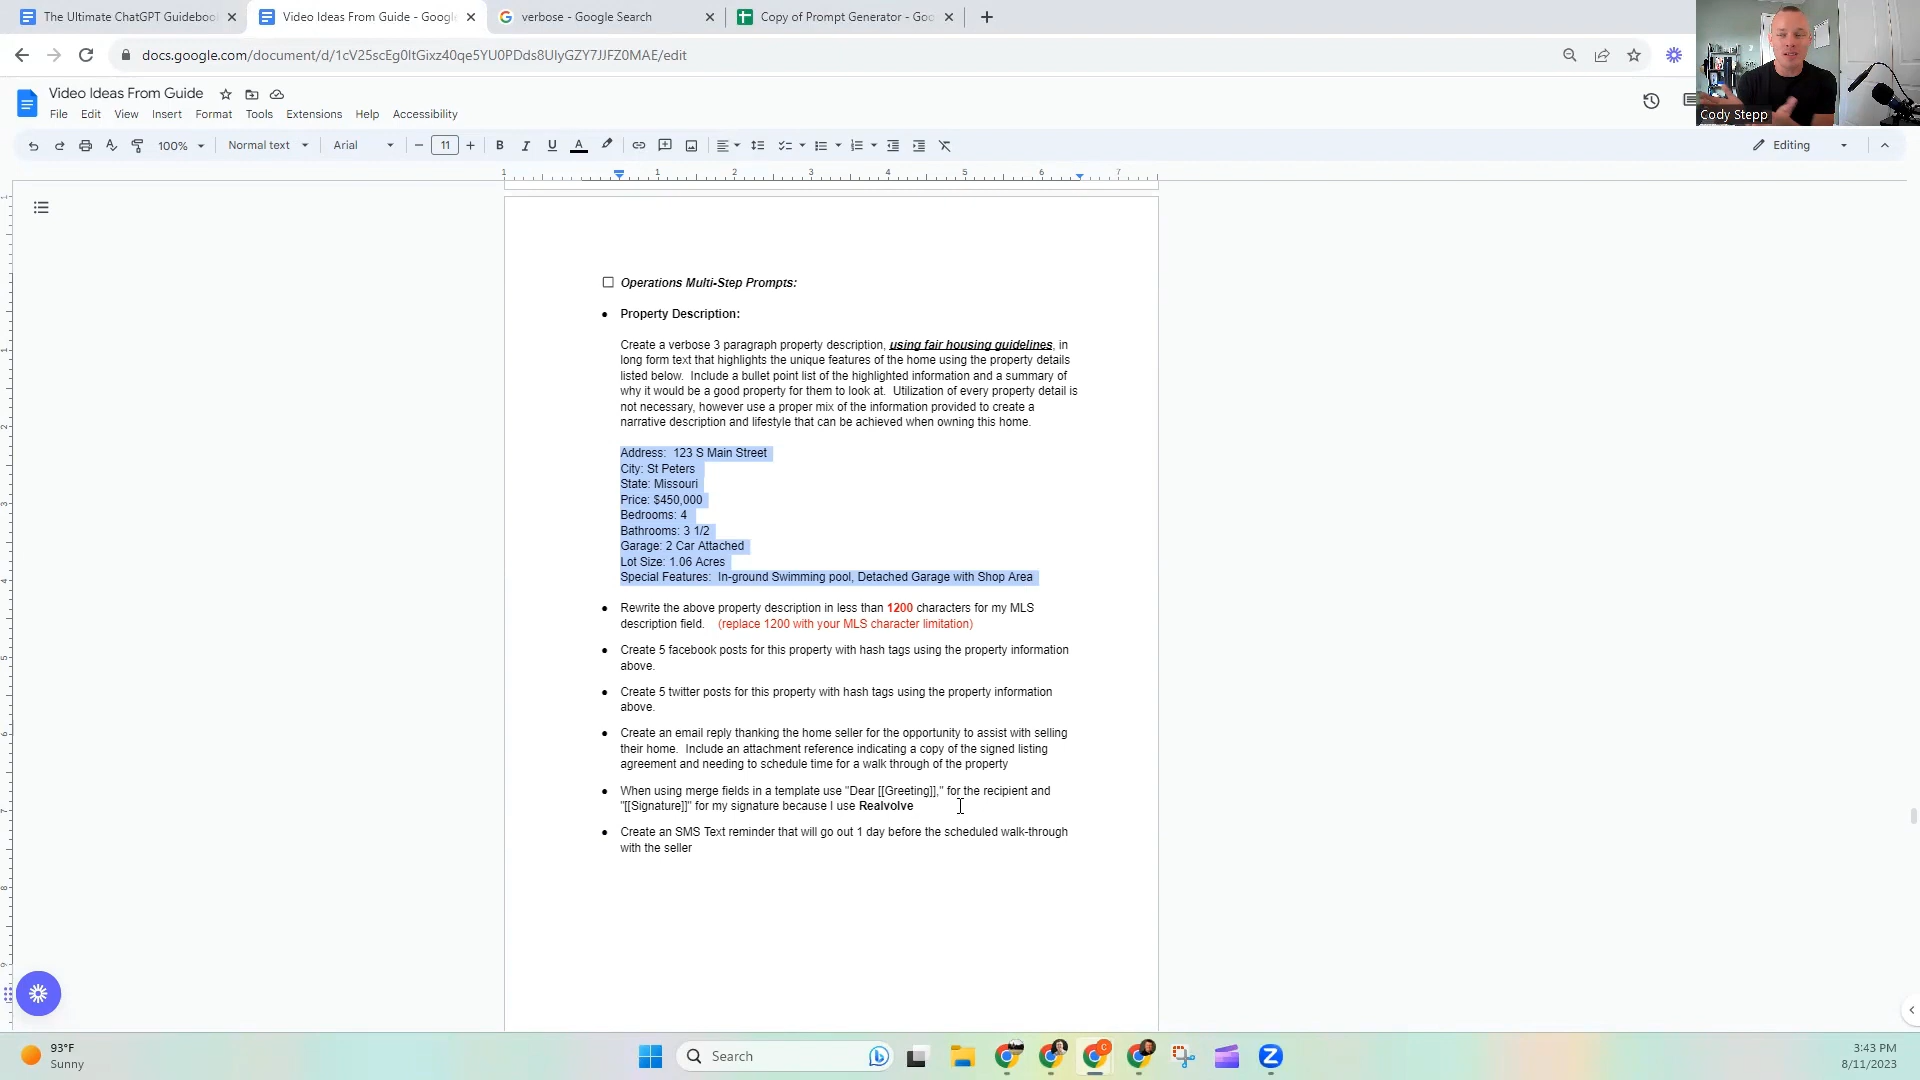 The Ultimate ChatGPT Guideboo
Video Ideas From Guide - Google
verbose - Google Search
Copy of Prompt Generator - Goo
docs.google.com/document/d/1cV25scEg0ltGixz40qe5YU0PDds8UlyGZY7JJFZ0MAE/edit
Cody Stepp
Video Ideas From Guide
File Edit View Insert Format Tools Extensions Help Accessibility
100% Normal text Arial 11 Editing
1 1 2 3 4 5 6 7
Operations Multi-Step Prompts:
Property Description:
Create a verbose 3 paragraph property description, using fair housing guidelines, in
long form text that highlights the unique features of the home using the property details
listed below. Include a bullet point list of the highlighted information and a summary of
why it would be a good property for them to look at. Utilization of every property detail is
not necessary, however use a proper mix of the information provided to create a
narrative description and lifestyle that can be achieved when owning this home.
Address: 123 S Main Street
City: St Peters
State: Missouri
Price: $450,000
Bedrooms: 4
Bathrooms: 3 1/2
Garage: 2 Car Attached
Lot Size: 1.06 Acres
Special Features: In-ground Swimming pool, Detached Garage with Shop Area
Rewrite the above property description in less than 1200 characters for my MLS
description field. (replace 1200 with your MLS character limitation)
Create 5 facebook posts for this property with hash tags using the property information
above.
Create 5 twitter posts for this property with hash tags using the property information
above.
Create an email reply thanking the home seller for the opportunity to assist with selling
their home. Include an attachment reference indicating a copy of the signed listing
agreement and needing to schedule time for a walk through of the property
When using merge fields in a template use "Dear [[Greeting]]," for the recipient and
"[[Signature]]" for my signature because I use Realvolve
Create an SMS Text reminder that will go out 1 day before the scheduled walk-through
with the seller
93°F
Sunny
Search
3:43 PM
8/11/2023